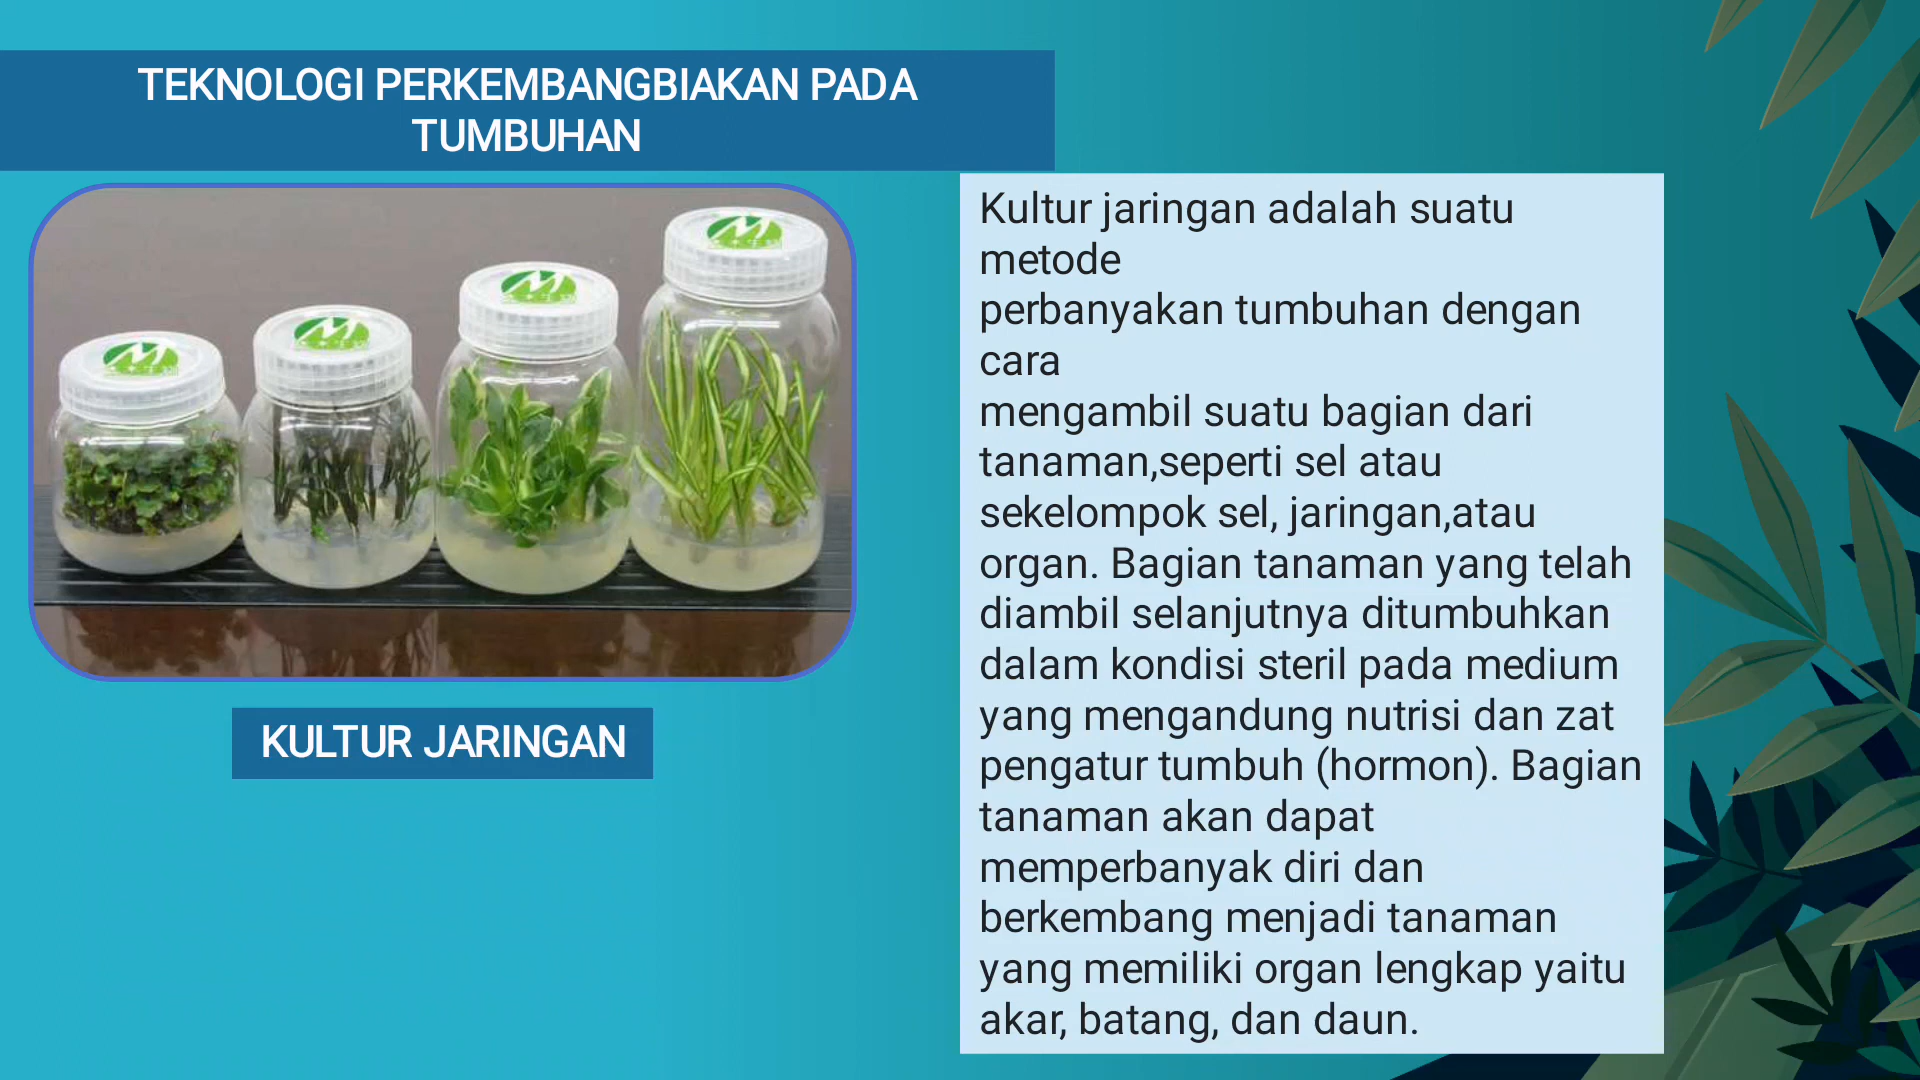 TEKNOLOGI PERKEMBANGBIAKAN PADA
TUMBUHAN
M
M
M
M
KULTUR JARINGAN
Kultur jaringan adalah suatu
metode
perbanyakan tumbuhan dengan
cara
mengambil suatu bagian dari
tanaman,seperti sel atau
sekelompok sel, jaringan,atau
organ. Bagian tanaman yang telah
diambil selanjutnya ditumbuhkan
dalam kondisi steril pada medium
yang mengandung nutrisi dan zat
pengatur tumbuh (hormon). Bagian
tanaman akan dapat
memperbanyak diri dan
berkembang menjadi tanaman
yang memiliki organ lengkap yaitu
akar, batang, dan daun.